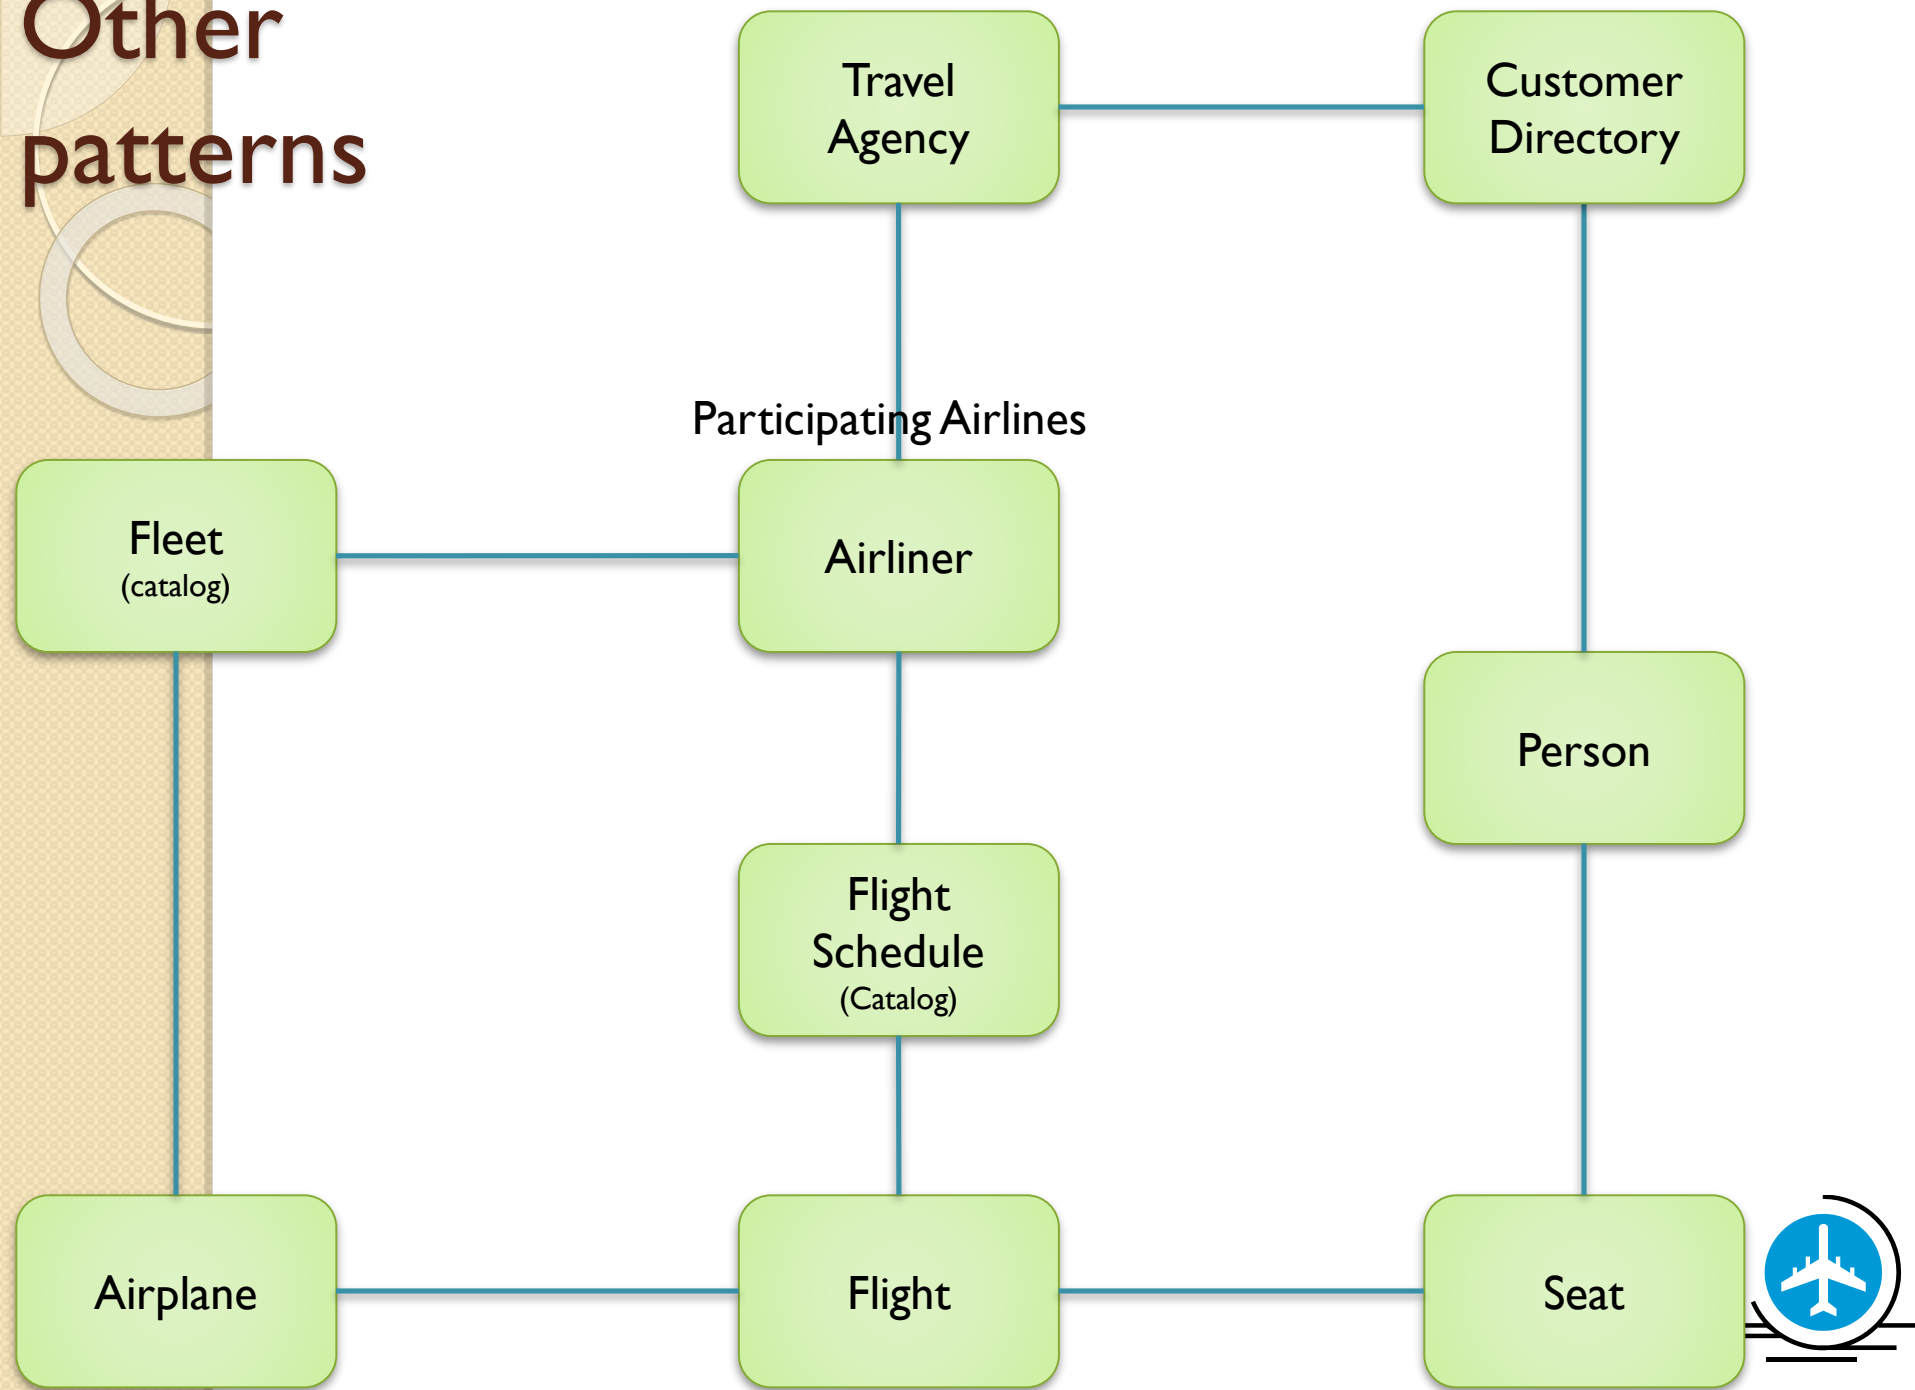 Other
patterns
Travel
Agency
Customer
Directory
Participating Airlines
Fleet
(catalog)
Airliner
Person
Flight
Schedule
(Catalog)
Airplane
Flight
Seat